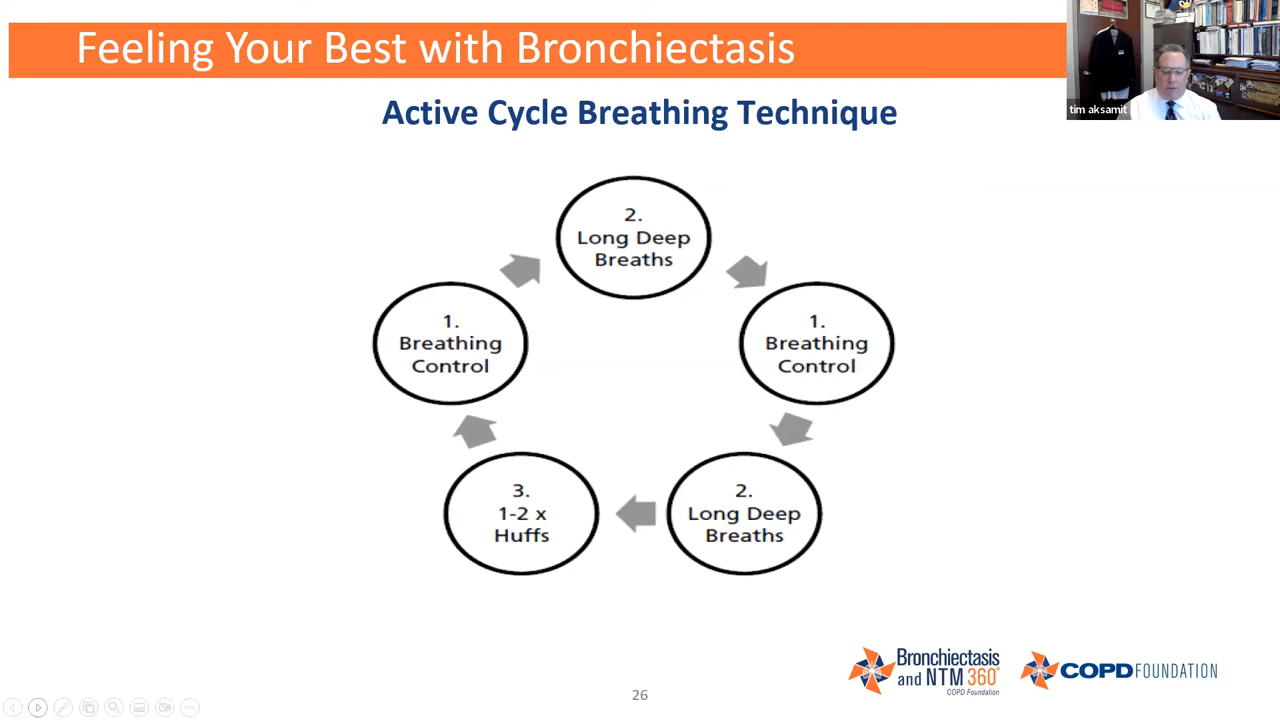 Feeling Your Best with Bronchiectasis
tim aksamit
Active Cycle Breathing Technique
2.
Long Deep
Breaths
1.
Breathing
Control
1.
Breathing
Control
3.
1-2 x
Huffs
2.
Long Deep
Breaths
Bronchiectasis
and NTM 360°
COPD Foundation
COPD FOUNDATION
26